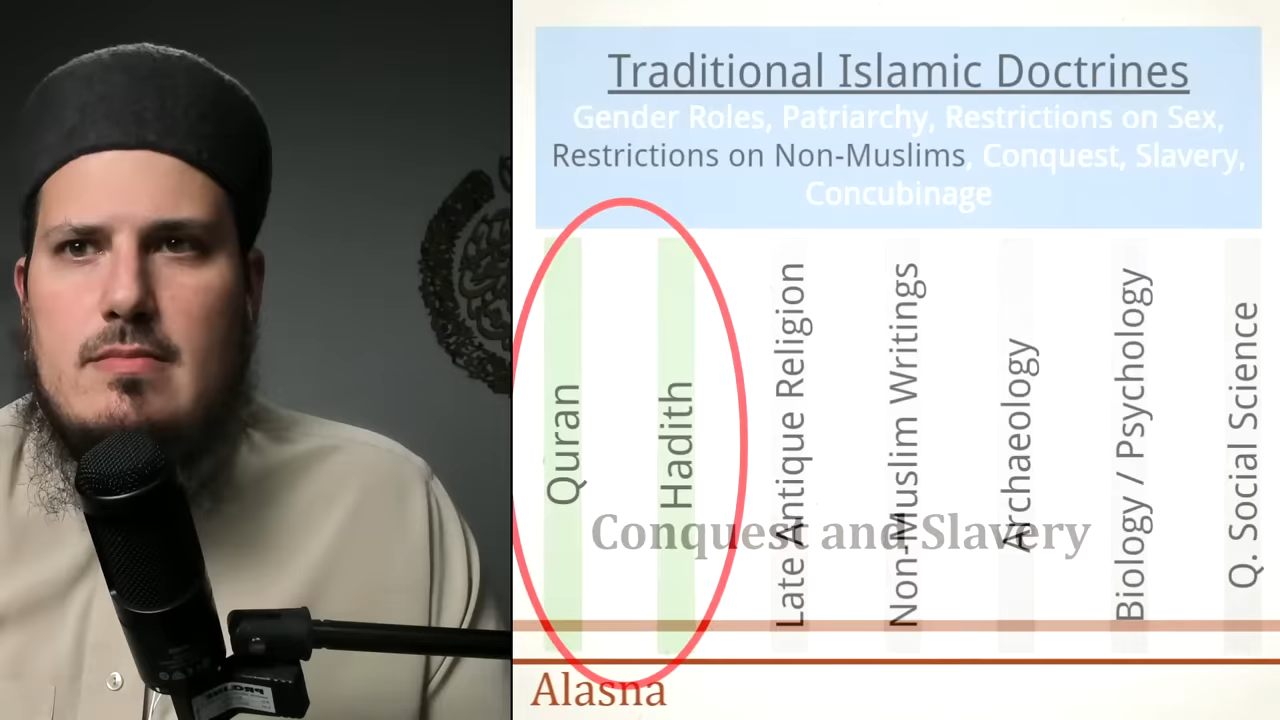 Traditional Islamic Doctrines
Gender Roles, Patriarchy, Restrictions on Sex,
Restrictions on Non-Muslims, Conquest, Slavery,
Concubinage
Quran
Hadith
Late Antique Religion
Non-Muslim Writings
Archaeology
Biology / Psychology
Q. Social Science
Conquest and Slavery
Alasna